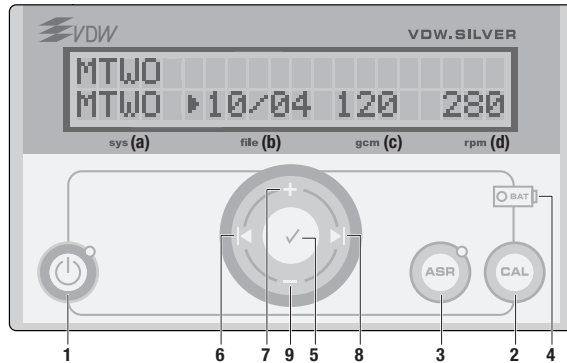 VDW VDW.SILVER
MTWO
MTWO ▶10/04 120 280
sys (a) file (b) gcm (c) rpm (d)
+
BAT
ASR CAL
−
1 6 7 9 5 8 3 2 4